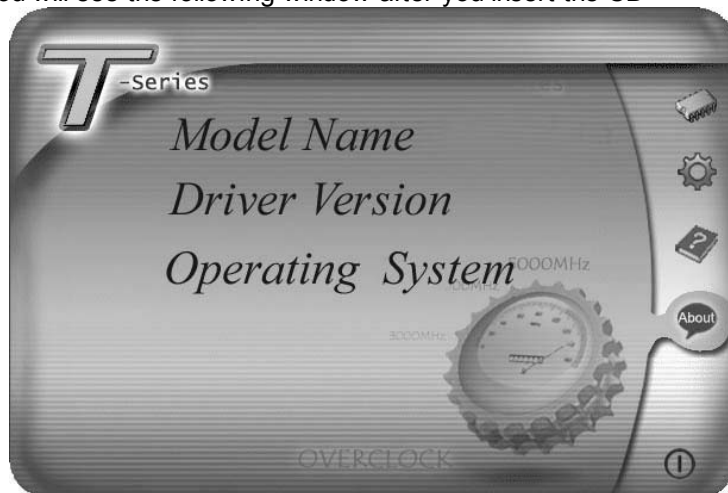 ou will see the following window after you insert the CD
T-Series
Model Name
Driver Version
Operating System
5000MHz
00MHz
3000MHz
About
OVERCLOCK